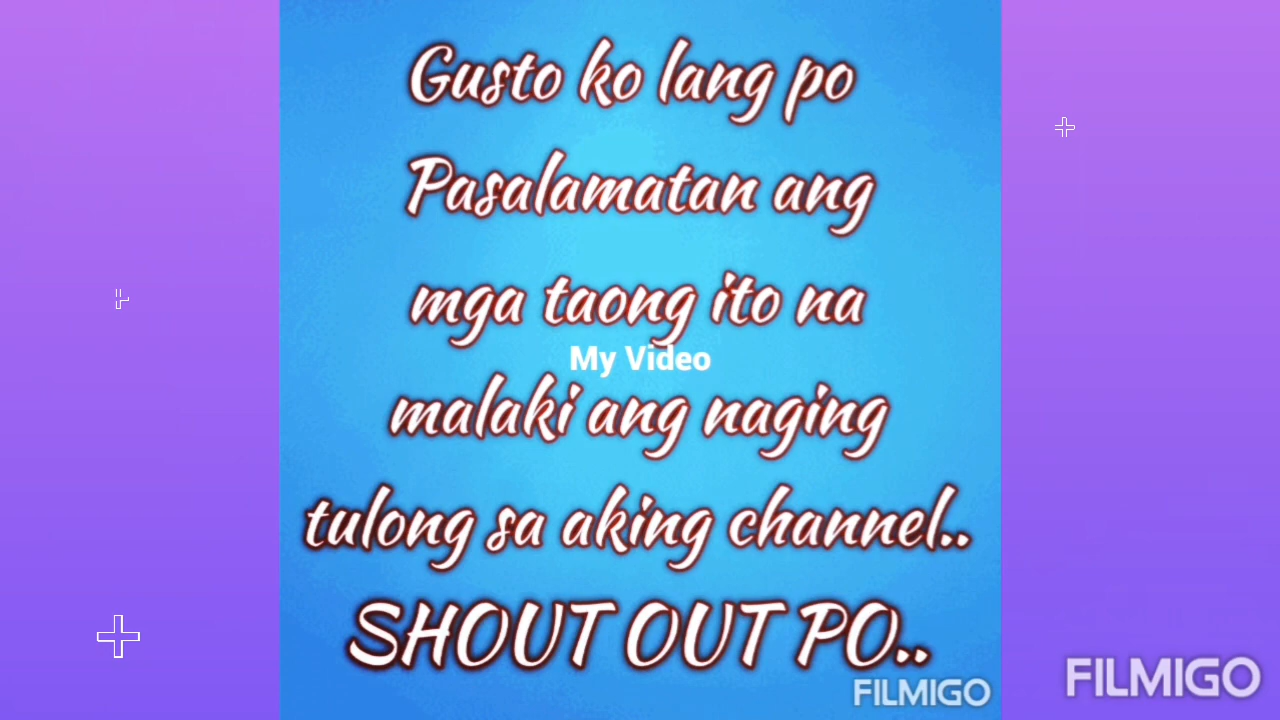 Gusto ko lang po
Pasalamatan ang
mga taong ito na
My Video
malaki ang naging
tulong sa aking channel..
SHOUT OUT PO..
FILMIGO
FILMIGO